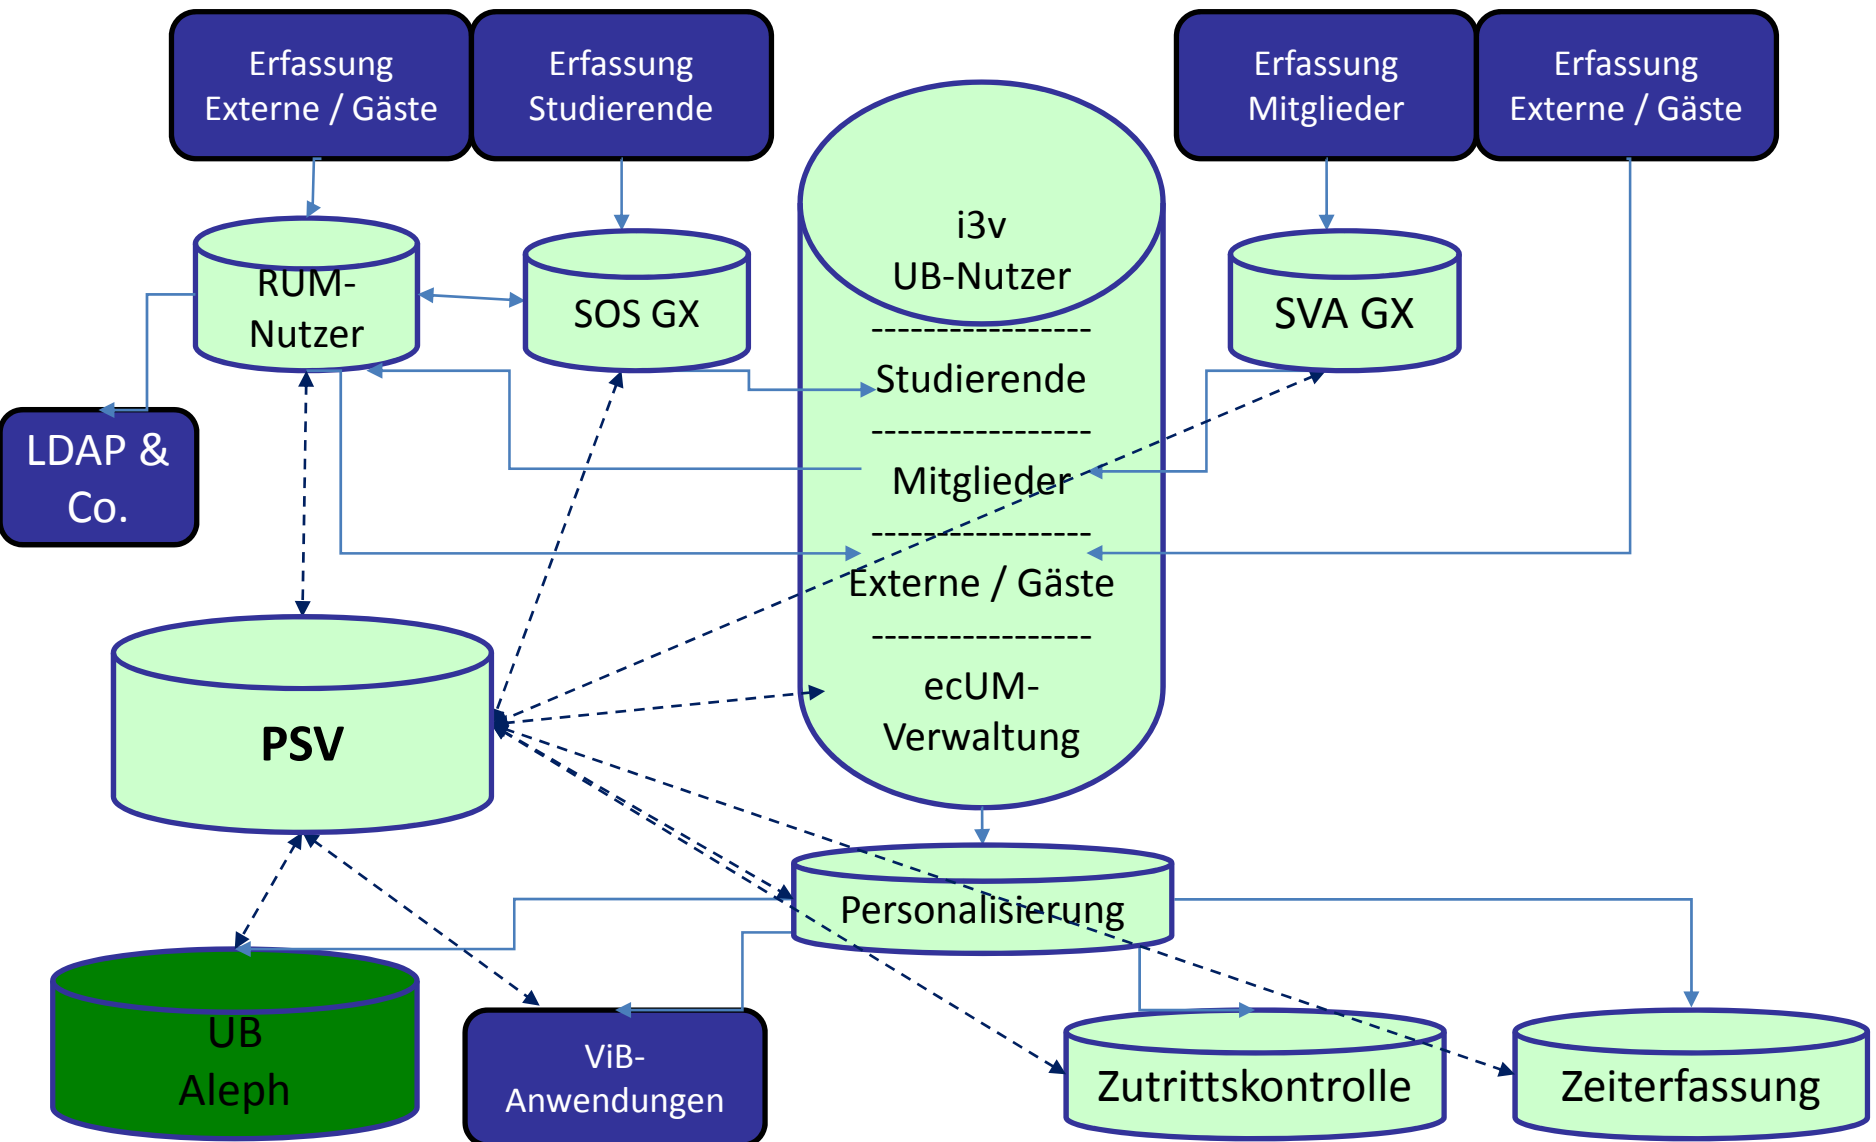 Erfassung
Externe / Gäste
Erfassung
Studierende
Erfassung
Mitglieder
Erfassung
Externe / Gäste
RUM-
Nutzer
SOS GX
i3v
UB-Nutzer
-----------------
Studierende
-----------------
Mitglieder
-----------------
Externe / Gäste
-----------------
ecUM-
Verwaltung
SVA GX
LDAP &
Co.
PSV
Personalisierung
UB
Aleph
ViB-
Anwendungen
Zutrittskontrolle
Zeiterfassung